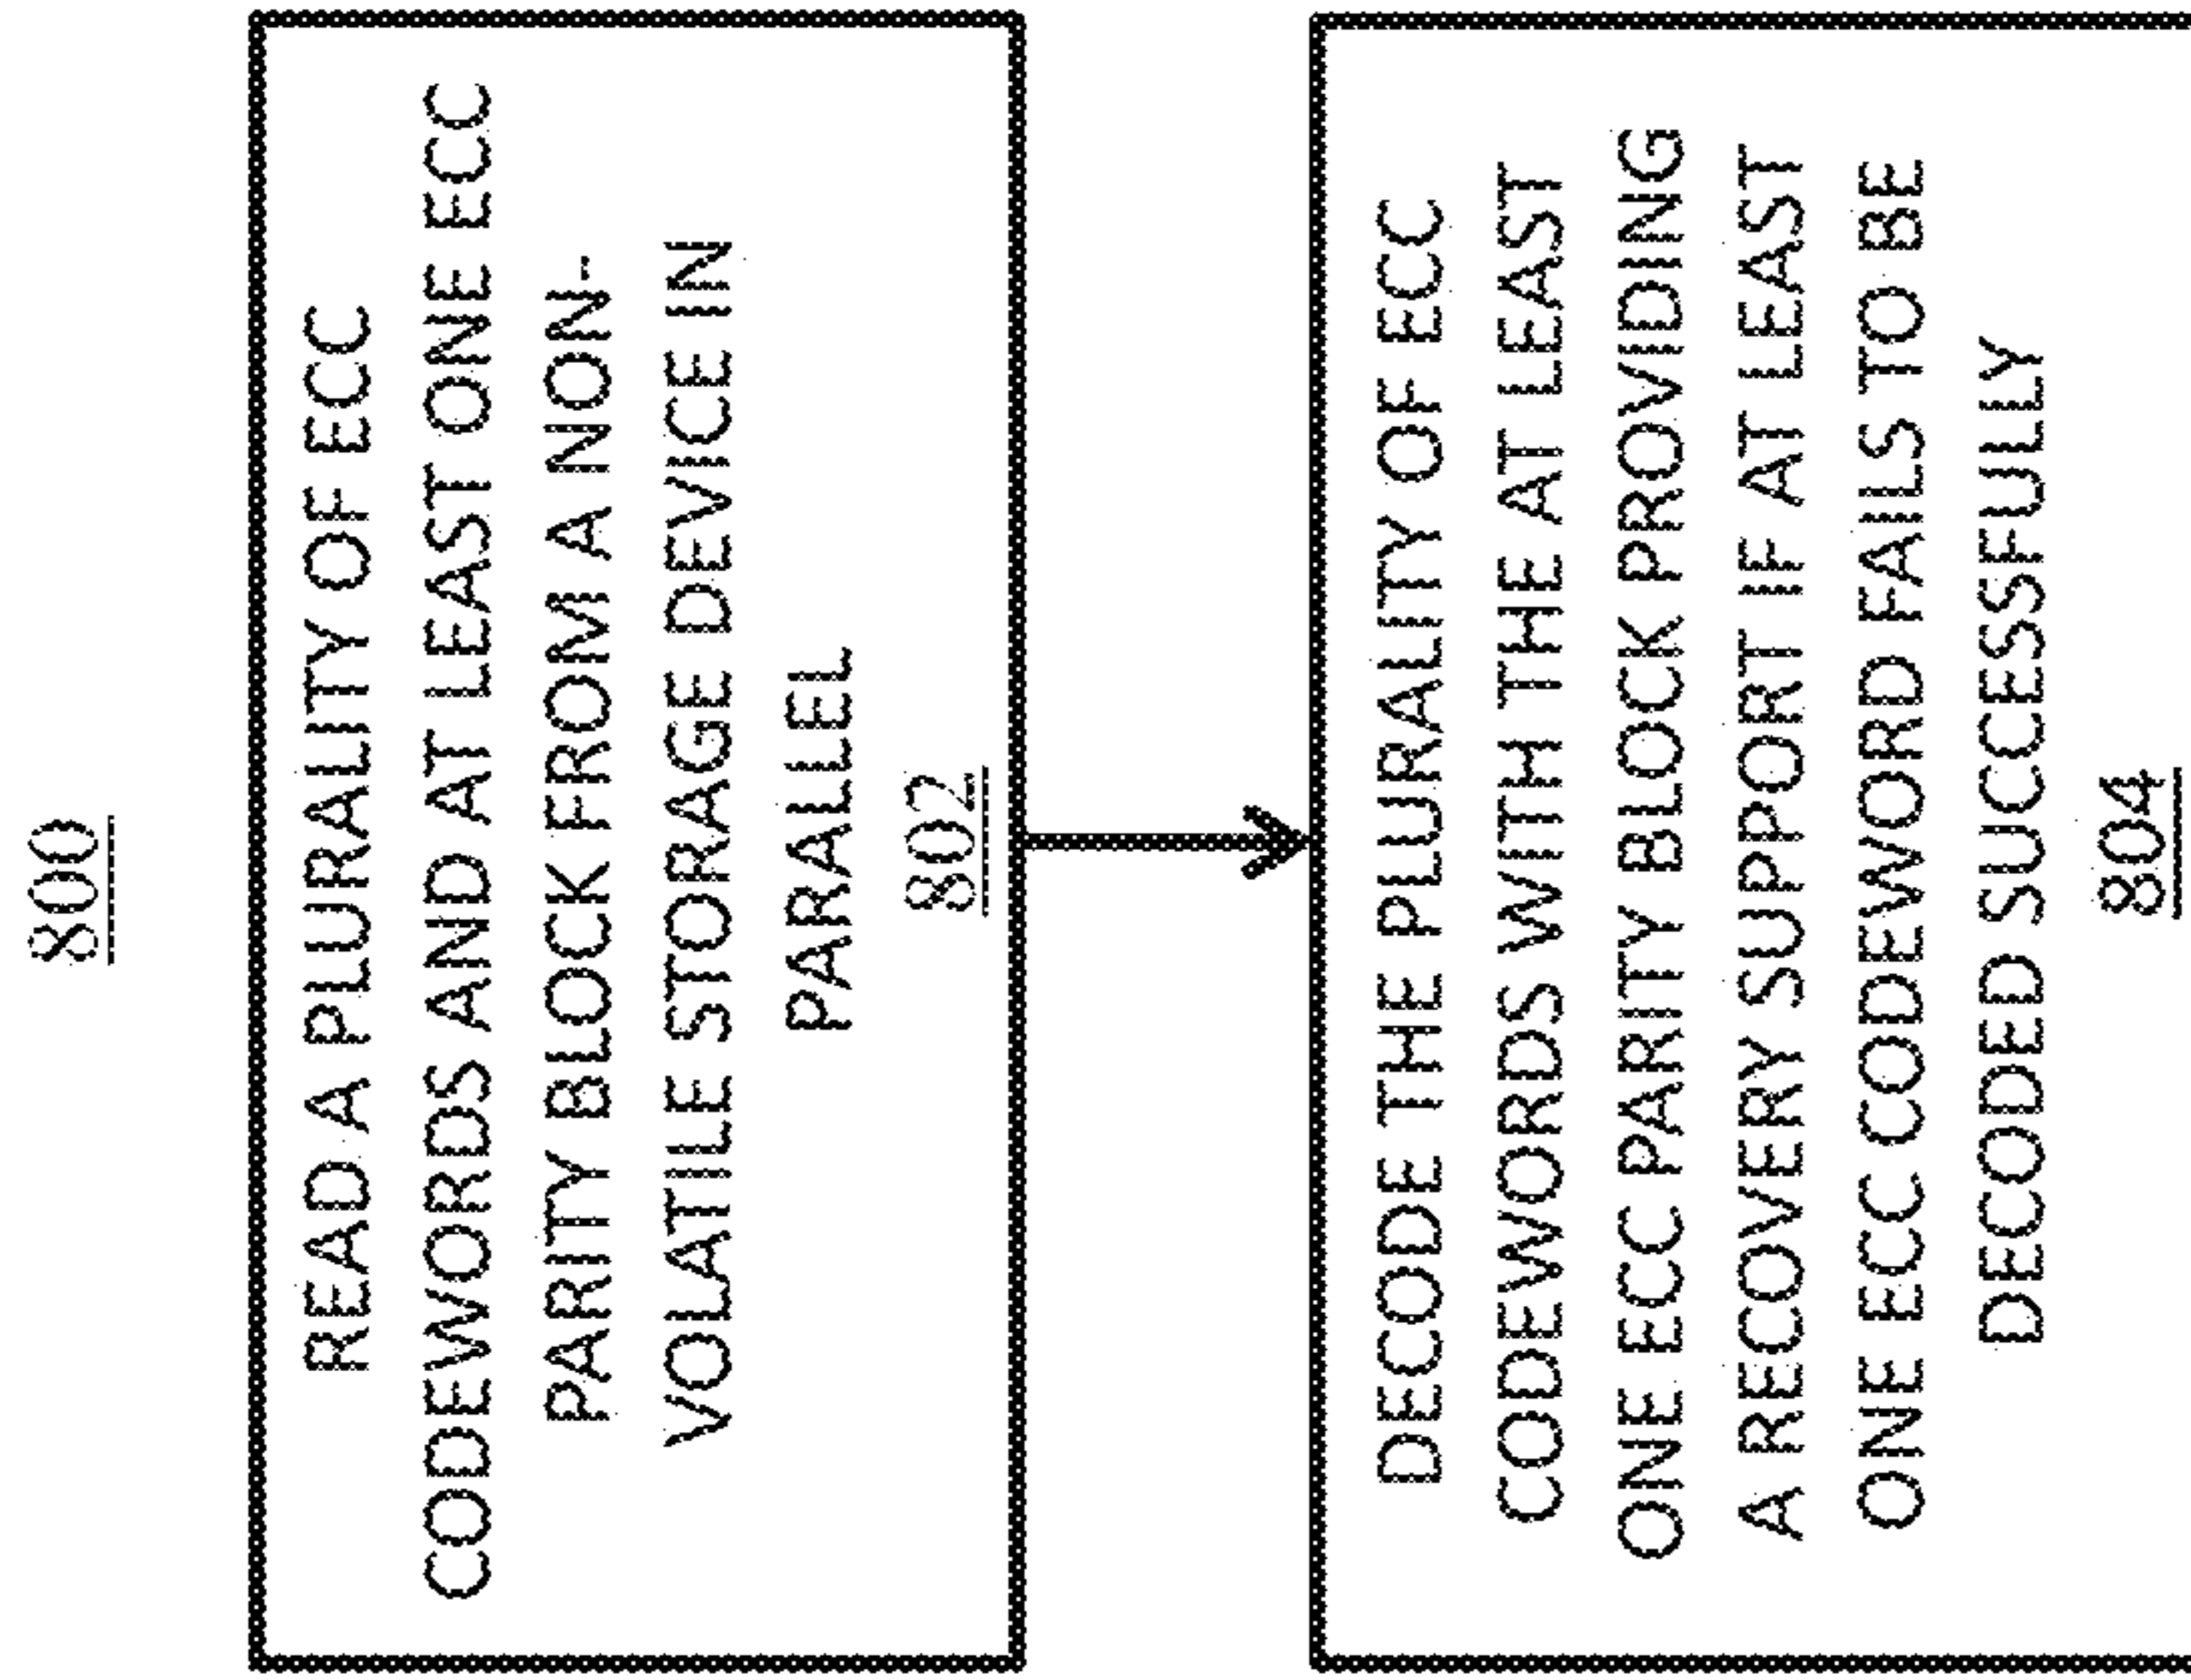 800
READ A PLURALITY OF ECC
CODEWORDS AND AT LEAST ONE ECC
PARITY BLOCK FROM A NON-
VOLATILE STORAGE DEVICE IN
PARALLEL
802
DECODE THE PLURALITY OF ECC
CODEWORDS WITH THE AT LEAST
ONE ECC PARITY BLOCK PROVIDING
A RECOVERY SUPPORT IF AT LEAST
ONE ECC CODEWORD FAILS TO BE
DECODED SUCCESSFULLY
804